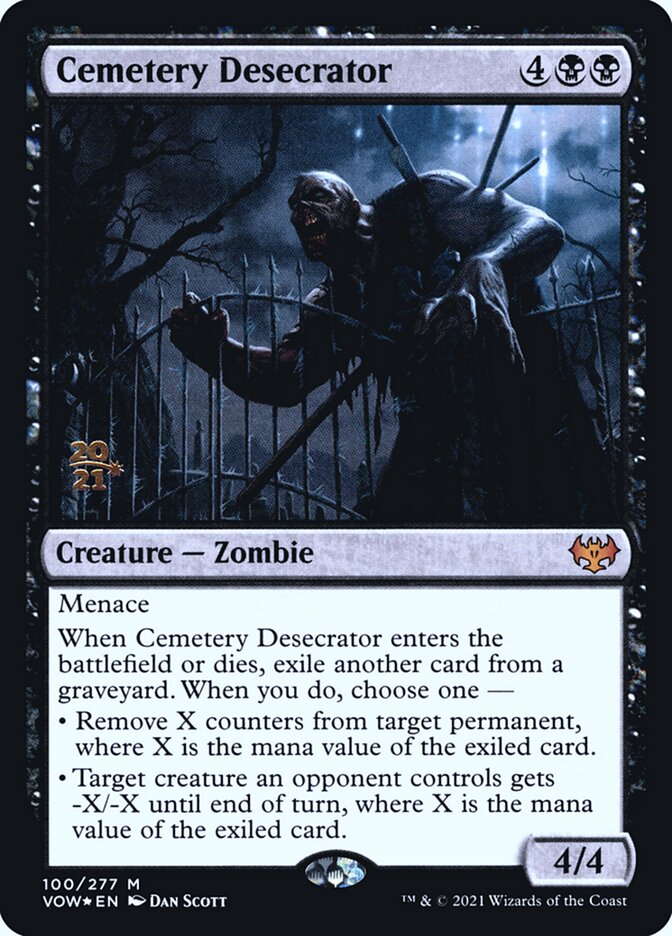 Cemetery Desecrator 4
20
21
Creature — Zombie
Menace
When Cemetery Desecrator enters the
battlefield or dies, exile another card from a
graveyard. When you do, choose one —
• Remove X counters from target permanent,
where X is the mana value of the exiled card.
• Target creature an opponent controls gets
-X/-X until end of turn, where X is the mana
value of the exiled card.
4/4
100/277 M
VOW★EN Dan Scott
™ & © 2021 Wizards of the Coast